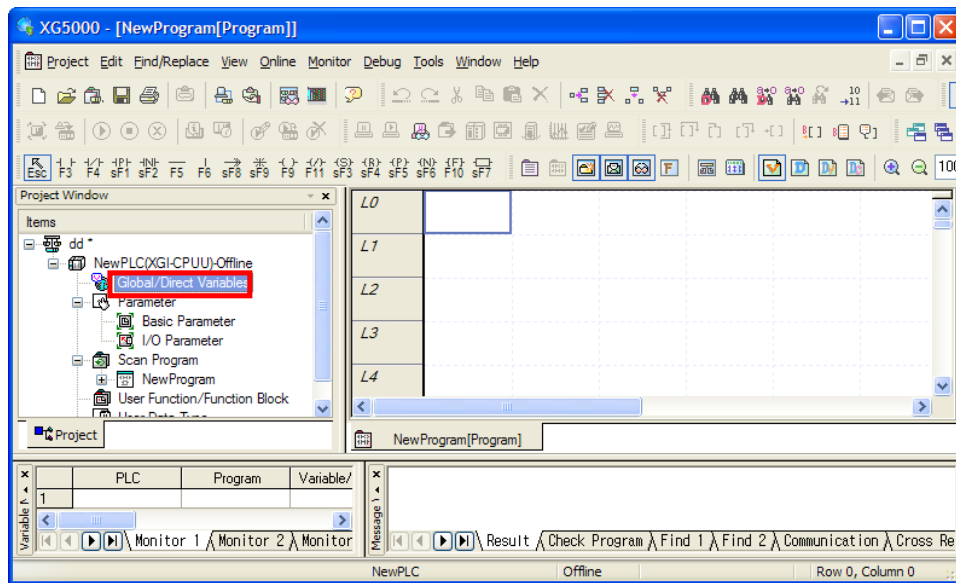 XG5000 - [NewProgram[Program]]
Project Edit Find/Replace View Online Monitor Debug Tools Window Help
Esc F3 F4 sF1 sF2 F5 F6 sF8 sF9 F9 F11 sF3 sF4 sF5 sF6 F10 sF7
Project Window
Items
dd *
NewPLC(XGI-CPUU)-Offline
Global/Direct Variables
Parameter
Basic Parameter
I/O Parameter
Scan Program
NewProgram
User Function/Function Block
User Data Type
Project
L0
L1
L2
L3
L4
NewProgram[Program]
PLC Program Variable/
1
Variable
Monitor 1 Monitor 2 Monitor
Message
Result Check Program Find 1 Find 2 Communication Cross Re
NewPLC Offline Row 0, Column 0